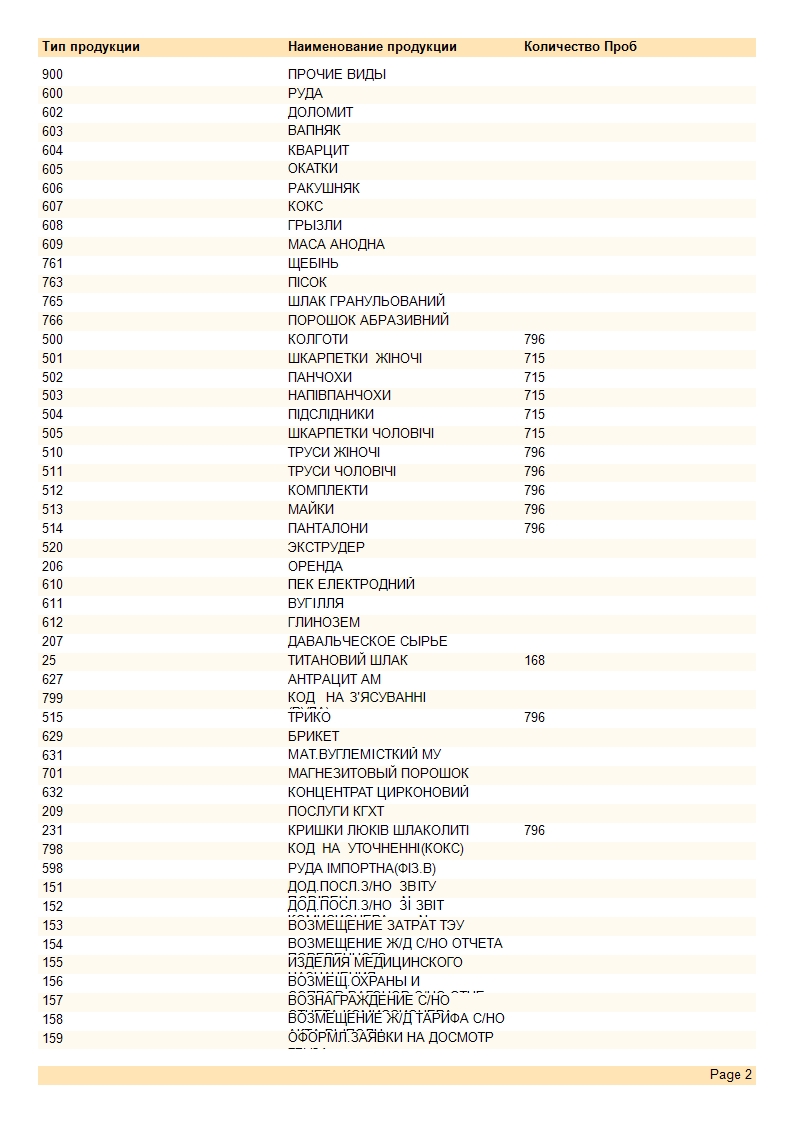 Тип продукции Наименование продукции Количество Проб
900 ПРОЧИЕ ВИДЫ
600 РУДА
602 ДОЛОМИТ
603 ВАПНЯК
604 КВАРЦИТ
605 ОКАТКИ
606 РАКУШНЯК
607 КОКС
608 ГРЫЗЛИ
609 МАСА АНОДНА
761 ЩЕБІНЬ
763 ПІСОК
765 ШЛАК ГРАНУЛЬОВАНИЙ
766 ПОРОШОК АБРАЗИВНИЙ
500 КОЛГОТИ 796
501 ШКАРПЕТКИ ЖІНОЧІ 715
502 ПАНЧОХИ 715
503 НАПІВПАНЧОХИ 715
504 ПІДСЛІДНИКИ 715
505 ШКАРПЕТКИ ЧОЛОВІЧІ 715
510 ТРУСИ ЖІНОЧІ 796
511 ТРУСИ ЧОЛОВІЧІ 796
512 КОМПЛЕКТИ 796
513 МАЙКИ 796
514 ПАНТАЛОНИ 796
520 ЭКСТРУДЕР
206 ОРЕНДА
610 ПЕК ЕЛЕКТРОДНИЙ
611 ВУГІЛЛЯ
612 ГЛИНОЗЕМ
207 ДАВАЛЬЧЕСКОЕ СЫРЬЕ
25 ТИТАНОВИЙ ШЛАК 168
627 АНТРАЦИТ АМ
799 КОД НА З'ЯСУВАННІ
515 ТРИКО 796
629 БРИКЕТ
631 МАТ.ВУГЛЕМІСТКИЙ МУ
701 МАГНЕЗИТОВЫЙ ПОРОШОК
632 КОНЦЕНТРАТ ЦИРКОНОВИЙ
209 ПОСЛУГИ КГХТ
231 КРИШКИ ЛЮКІВ ШЛАКОЛИТІ 796
798 КОД НА УТОЧНЕННІ(КОКС)
598 РУДА ІМПОРТНА(ФІЗ.В)
151 ДОД.ПОСЛ.З/НО ЗВІТУ
152 ДОД.ПОСЛ.З/НО ЗІ ЗВІТ
153 ВОЗМЕЩЕНИЕ ЗАТРАТ ТЭУ
154 ВОЗМЕЩЕНИЕ Ж/Д С/НО ОТЧЕТА
155 ИЗДЕЛИЯ МЕДИЦИНСКОГО
156 ВОЗМЕЩ.ОХРАНЫ И
157 ВОЗНАГРАЖДЕНИЕ С/НО
158 ВОЗМЕЩЕНИЕ Ж/Д ТАРИФА С/НО
159 ОФОРМЛ.ЗАЯВКИ НА ДОСМОТР
Page 2